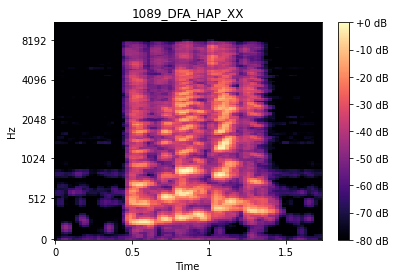 1089_DFA_HAP_XX
+0 dB
8192
-10 dB
4096
-20 dB
-30 dB
2048
Hz
-40 dB
1024
-50 dB
512
-60 dB
-70 dB
0
-80 dB
0
0.5
1
1.5
Time